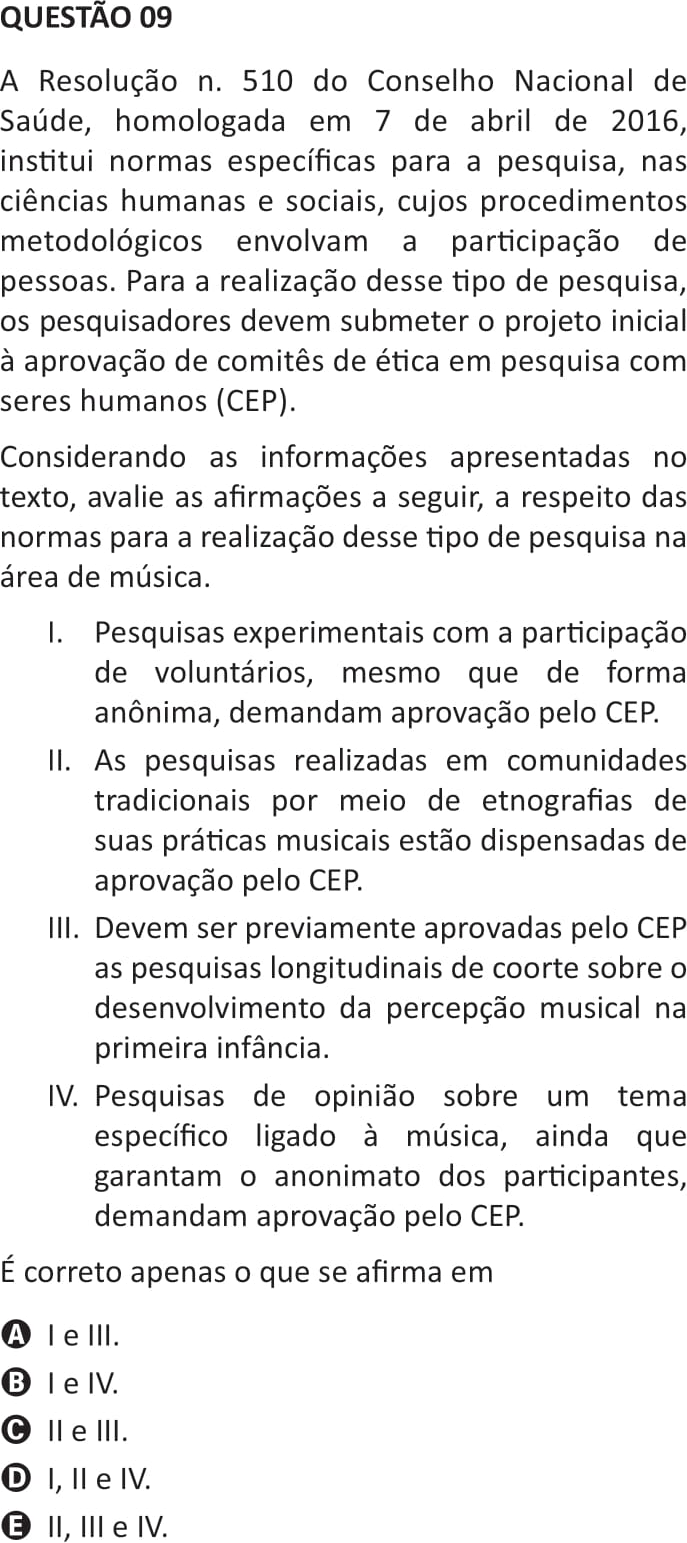 QUESTÃO 09
A Resolução n. 510 do Conselho Nacional de
Saúde, homologada em 7 de abril de 2016,
institui normas específicas para a pesquisa, nas
ciências humanas e sociais, cujos procedimentos
metodológicos envolvam a participação de
pessoas. Para a realização desse tipo de pesquisa,
os pesquisadores devem submeter o projeto inicial
à aprovação de comitês de ética em pesquisa com
seres humanos (CEP).
Considerando as informações apresentadas no
texto, avalie as afirmações a seguir, a respeito das
normas para a realização desse tipo de pesquisa na
área de música.
I. Pesquisas experimentais com a participação
de voluntários, mesmo que de forma
anônima, demandam aprovação pelo CEP.
II. As pesquisas realizadas em comunidades
tradicionais por meio de etnografias de
suas práticas musicais estão dispensadas de
aprovação pelo CEP.
III. Devem ser previamente aprovadas pelo CEP
as pesquisas longitudinais de coorte sobre o
desenvolvimento da percepção musical na
primeira infância.
IV. Pesquisas de opinião sobre um tema
específico ligado à música, ainda que
garantam o anonimato dos participantes,
demandam aprovação pelo CEP.
É correto apenas o que se afirma em
A I e III.
B I e IV.
C II e III.
D I, II e IV.
E II, III e IV.